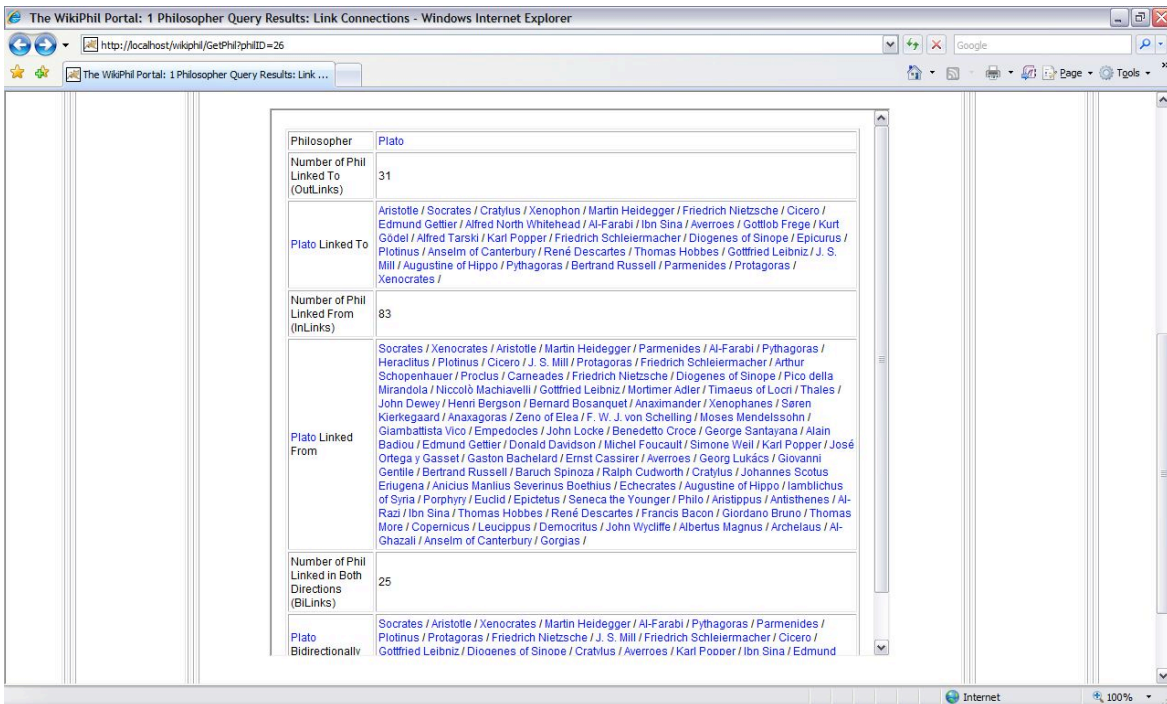 The WikiPhil Portal: 1 Philosopher Query Results: Link Connections - Windows Internet Explorer
http://localhost/wikiphil/GetPhil?philID=26
Google
The WikiPhil Portal: 1 Philosopher Query Results: Link ...
Page
Tools
»
Philosopher
Plato
Number of Phil
Linked To
(OutLinks)
31
Plato Linked To
Aristotle / Socrates / Cratylus / Xenophon / Martin Heidegger / Friedrich Nietzsche / Cicero /
Edmund Gettier / Alfred North Whitehead / Al-Farabi / Ibn Sina / Averroes / Gottlob Frege / Kurt
Gödel / Alfred Tarski / Karl Popper / Friedrich Schleiermacher / Diogenes of Sinope / Epicurus /
Plotinus / Anselm of Canterbury / René Descartes / Thomas Hobbes / Gottfried Leibniz / J. S.
Mill / Augustine of Hippo / Pythagoras / Bertrand Russell / Parmenides / Protagoras /
Xenocrates /
Number of Phil
Linked From
(InLinks)
83
Plato Linked
From
Socrates / Xenocrates / Aristotle / Martin Heidegger / Parmenides / Al-Farabi / Pythagoras /
Heraclitus / Plotinus / Cicero / J. S. Mill / Protagoras / Friedrich Schleiermacher / Arthur
Schopenhauer / Proclus / Carneades / Friedrich Nietzsche / Diogenes of Sinope / Pico della
Mirandola / Niccolò Machiavelli / Gottfried Leibniz / Mortimer Adler / Timaeus of Locri / Thales /
John Dewey / Henri Bergson / Bernard Bosanquet / Anaximander / Xenophanes / Søren
Kierkegaard / Anaxagoras / Zeno of Elea / F. W. J. von Schelling / Moses Mendelssohn /
Giambattista Vico / Empedocles / John Locke / Benedetto Croce / George Santayana / Alain
Badiou / Edmund Gettier / Donald Davidson / Michel Foucault / Simone Weil / Karl Popper / José
Ortega y Gasset / Gaston Bachelard / Ernst Cassirer / Averroes / Georg Lukács / Giovanni
Gentile / Bertrand Russell / Baruch Spinoza / Ralph Cudworth / Cratylus / Johannes Scotus
Eriugena / Anicius Manlius Severinus Boethius / Echecrates / Augustine of Hippo / Iamblichus
of Syria / Porphyry / Euclid / Epictetus / Seneca the Younger / Philo / Aristippus / Antisthenes / Al-
Razi / Ibn Sina / Thomas Hobbes / René Descartes / Francis Bacon / Giordano Bruno / Thomas
More / Copernicus / Leucippus / Democritus / John Wycliffe / Albertus Magnus / Archelaus / Al-
Ghazali / Anselm of Canterbury / Gorgias /
Number of Phil
Linked in Both
Directions
(BiLinks)
25
Plato
Bidirectionally
Socrates / Aristotle / Xenocrates / Martin Heidegger / Al-Farabi / Pythagoras / Parmenides /
Plotinus / Protagoras / Friedrich Nietzsche / J. S. Mill / Friedrich Schleiermacher / Cicero /
Gottfried Leibniz / Diogenes of Sinope / Cratylus / Averroes / Karl Popper / Ibn Sina / Edmund
Internet
100%